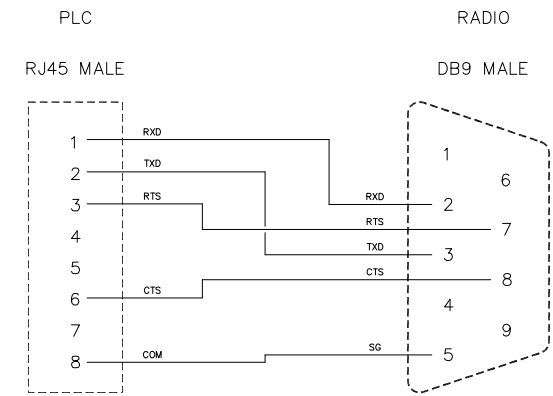 PLC
RADIO
RJ45 MALE
DB9 MALE
1 RXD
2 TXD
3 RTS
4
5
6 CTS
7
8 COM
1
6
RXD 2
RTS 7
TXD 3
CTS 8
4
9
SG 5